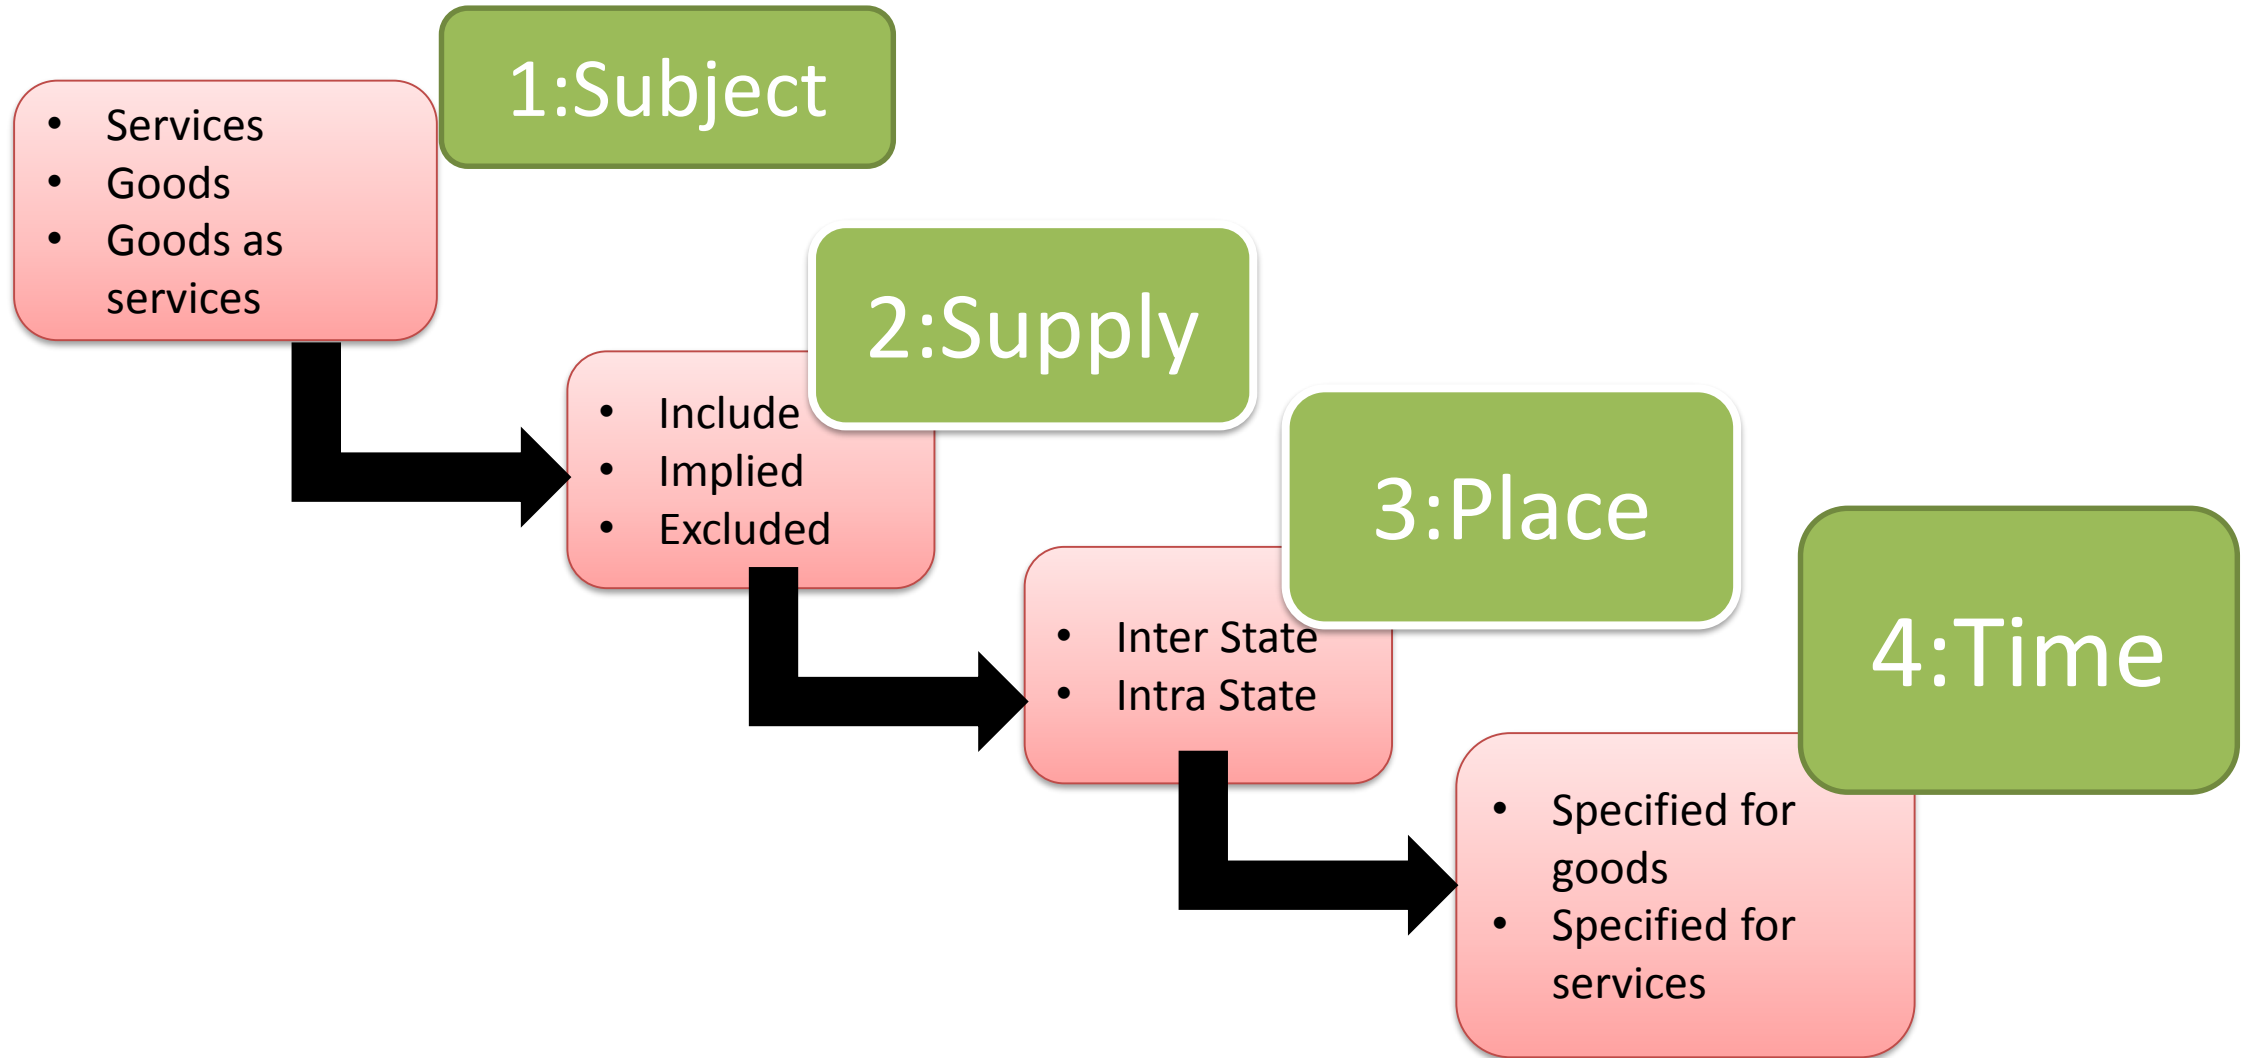 1:Subject
• Services
• Goods
• Goods as
services
2:Supply
• Include
• Implied
• Excluded
3:Place
• Inter State
• Intra State
4:Time
• Specified for
goods
• Specified for
services